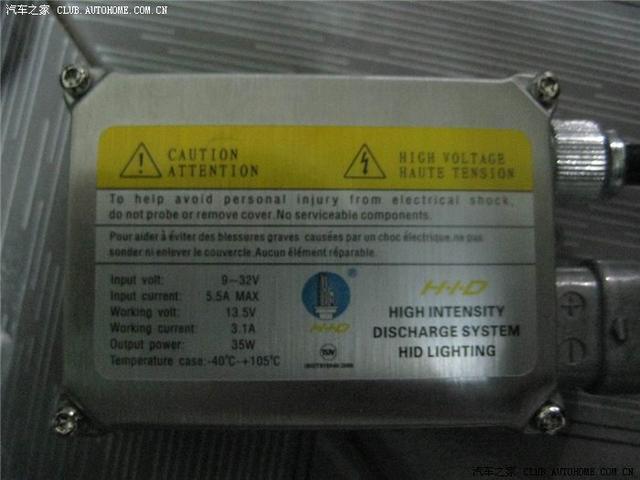 汽车之家 CLUB.AUTOHOME.COM.CN
CAUTION
ATTENTION
HIGH VOLTAGE
HAUTE TENSION
To help avoid personal injury from electrical shock,
do not probe or remove cover.No serviceable components.
Pour aider à éviter des blessures graves causées par un choc électrique.ne pas
sonder ni enlever le couvercle.Aucun élément réparable.
Input volt: 9-32V
Input current: 5.5A MAX
Working volt: 13.5V
Working current: 3.1A
Output power: 35W
Temperature case:-40℃-+105℃
®
H·I·D
TUV
H·I·D
HIGH INTENSITY
DISCHARGE SYSTEM
HID LIGHTING
+
-
汽车之家 CLUB.AUTOHOME.COM.CN